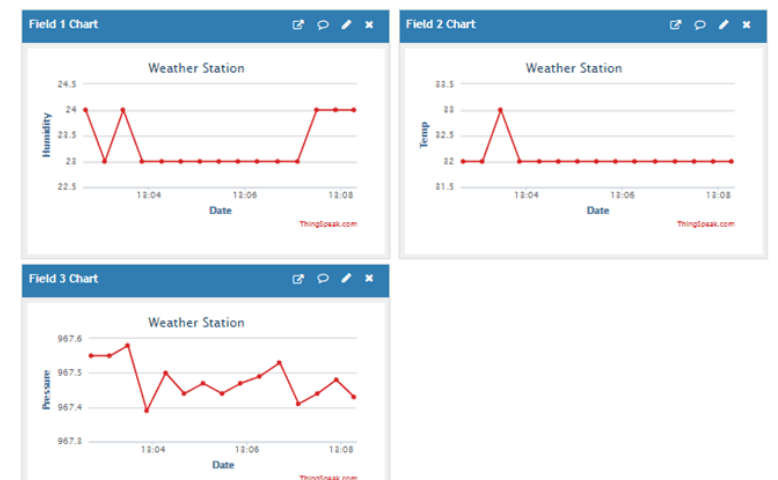 Field 1 Chart
Weather Station
24.5
24
23.5
23
22.5
Humidity
13:04 13:06 13:08
Date
ThingSpeak.com
Field 2 Chart
Weather Station
33.5
33
32.5
32
31.5
Temp
13:04 13:06 13:08
Date
ThingSpeak.com
Field 3 Chart
Weather Station
967.6
967.5
967.4
967.3
Pressure
13:04 13:06 13:08
Date
ThingSpeak.com